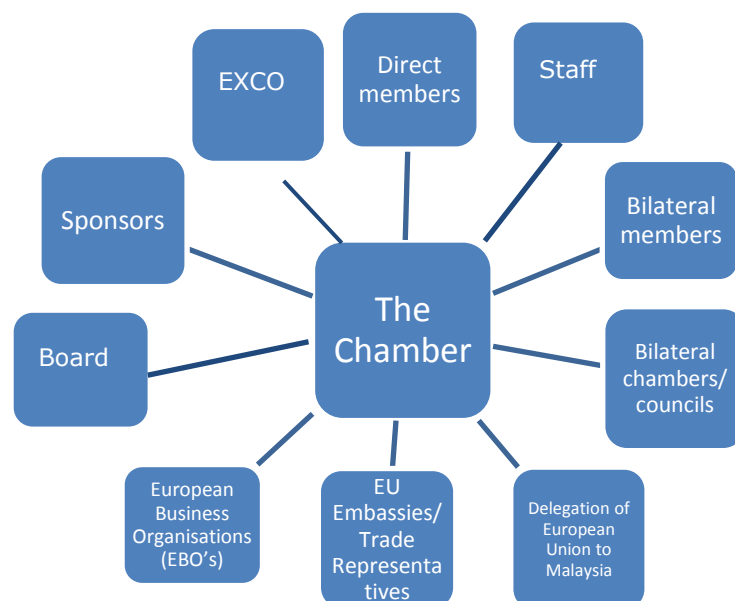 EXCO
Direct
members
Staff
Sponsors
Bilateral
members
The
Chamber
Board
Bilateral
chambers/
councils
European
Business
Organisations
(EBO's)
EU
Embassies/
Trade
Representa
tives
Delegation of
European
Union to
Malaysia